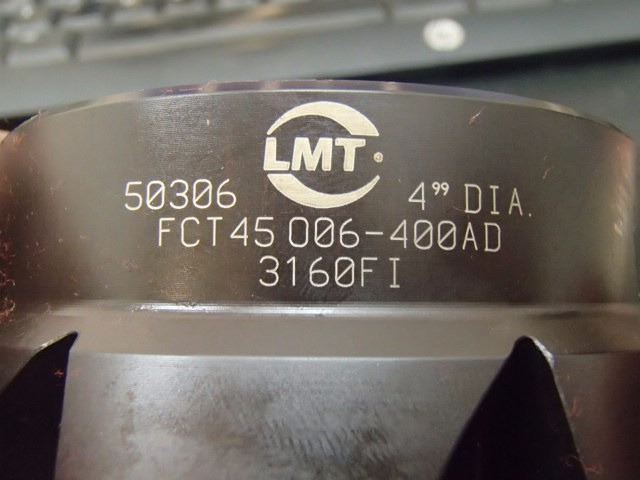 LMT®
50306 4" DIA.
FCT45 006-400AD
3160FI